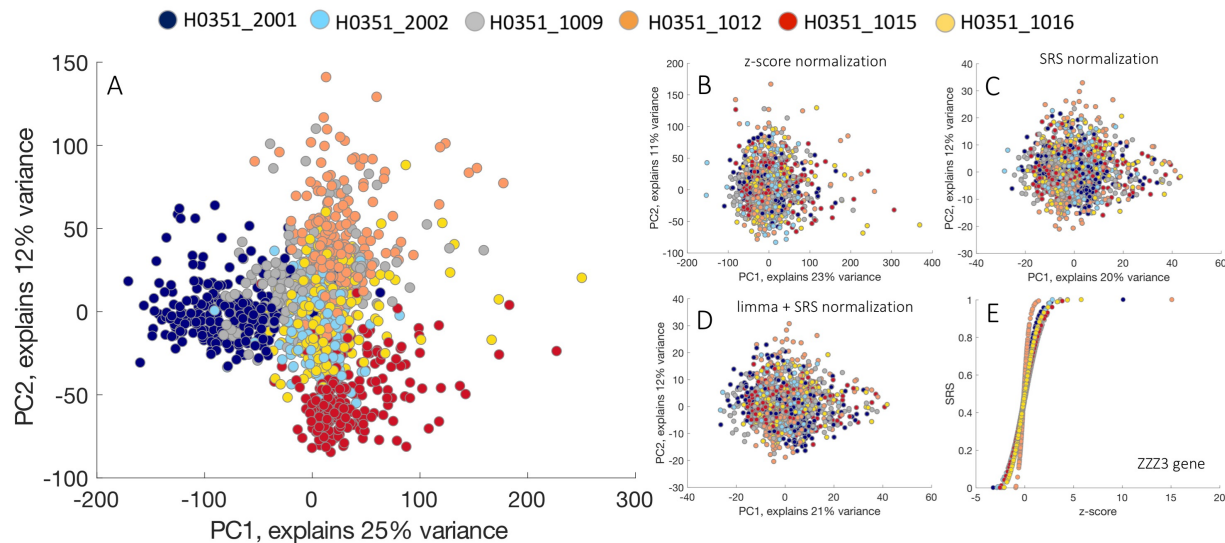 H0351_2001 H0351_2002 H0351_1009 H0351_1012 H0351_1015 H0351_1016
A
150
100
50
0
-50
-100
PC2, explains 12% variance
-200 -100 0 100 200 300
PC1, explains 25% variance
B
z-score normalization
200
150
100
50
0
-50
-100
PC2, explains 11% variance
-200 -100 0 100 200 300 400
PC1, explains 23% variance
C
SRS normalization
40
30
20
10
0
-10
-20
-30
PC2, explains 12% variance
-40 -20 0 20 40 60
PC1, explains 20% variance
D
limma + SRS normalization
40
30
20
10
0
-10
-20
-30
PC2, explains 12% variance
-40 -20 0 20 40 60
PC1, explains 21% variance
E
1
0.8
0.6
0.4
0.2
0
SRS
ZZZ3 gene
-5 0 5 10 15 20
z-score